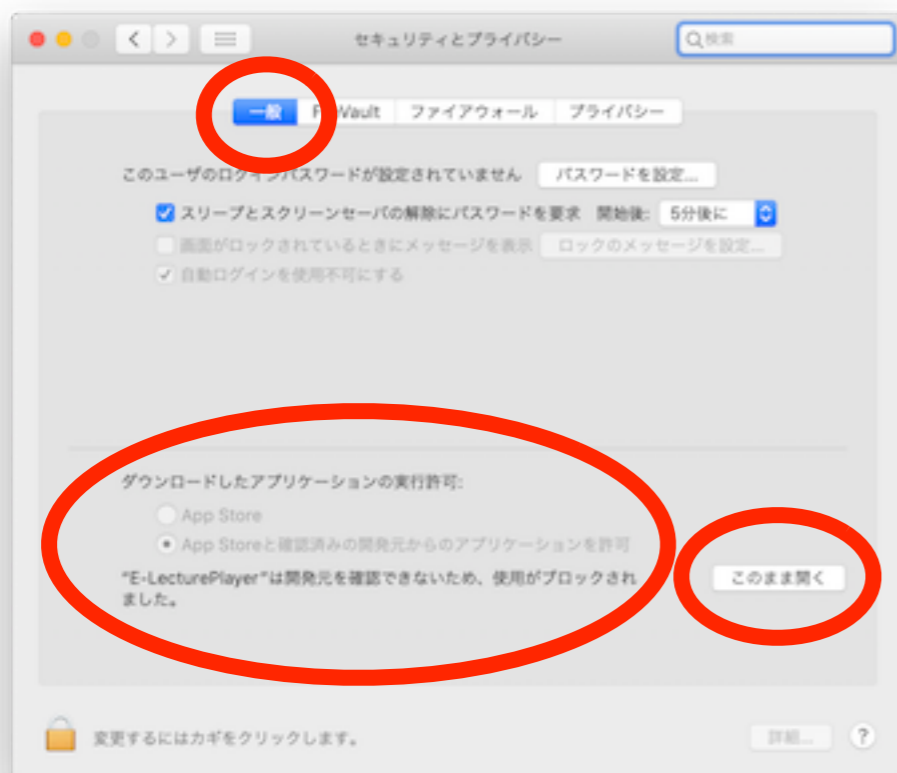 セキュリティとプライバシー
検索
一般 FileVault ファイアウォール プライバシー
このユーザのログインパスワードが設定されていません パスワードを設定...
スリープとスクリーンセーバの解除にパスワードを要求 開始後: 5分後に
画面がロックされているときにメッセージを表示 ロックのメッセージを設定...
自動ログインを使用不可にする
ダウンロードしたアプリケーションの実行許可:
App Store
App Storeと確認済みの開発元からのアプリケーションを許可
"E-LecturePlayer"は開発元を確認できないため、使用がブロックされ
ました。
このまま開く
変更するにはカギをクリックします。
詳細...
?